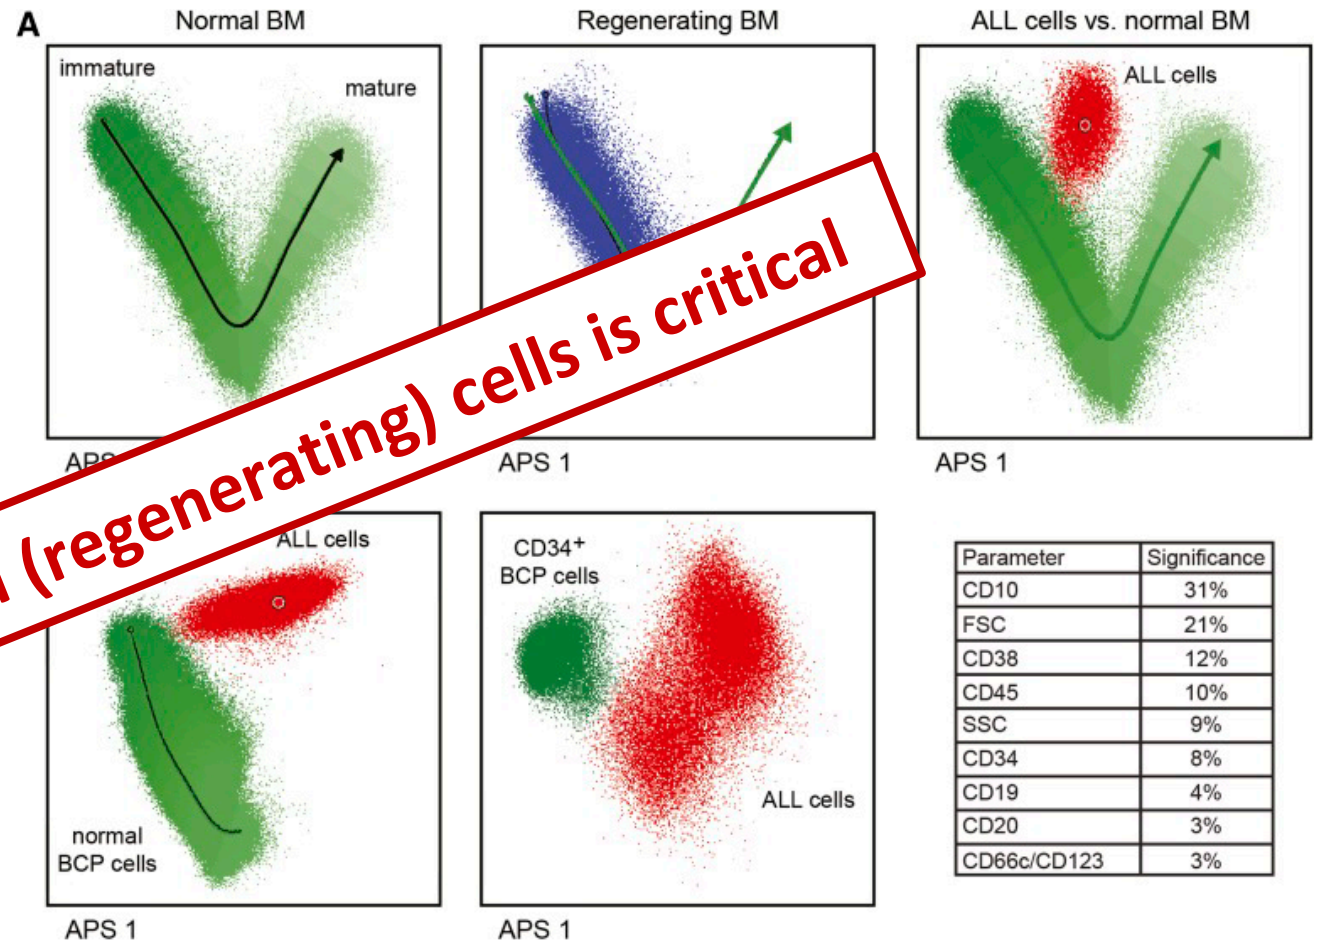 A
Normal BM
Regenerating BM
ALL cells vs. normal BM
immature
mature
ALL cells
(regenerating) cells is critical
APS 1
APS 1
ALL cells
normal
BCP cells
APS 1
CD34+
BCP cells
ALL cells
APS 1
Parameter Significance
CD10 31%
FSC 21%
CD38 12%
CD45 10%
SSC 9%
CD34 8%
CD19 4%
CD20 3%
CD66c/CD123 3%